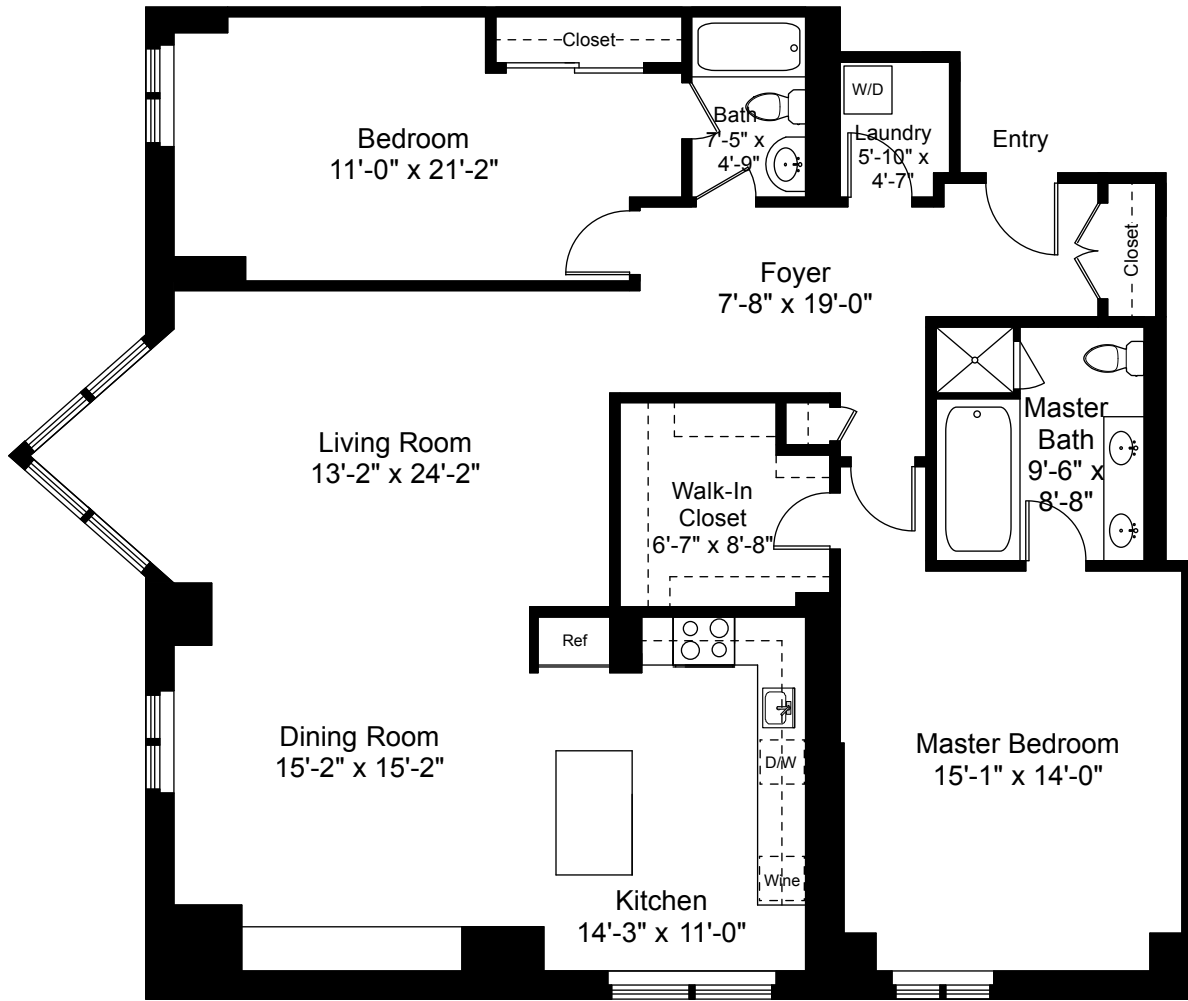 Closet
W/D
Bath
7'-5" x
4'-9"
Laundry
5'-10" x
4'-7"
Entry
Bedroom
11'-0" x 21'-2"
Closet
Foyer
7'-8" x 19'-0"
Living Room
13'-2" x 24'-2"
Master
Bath
9'-6" x
8'-8"
Walk-In
Closet
6'-7" x 8'-8"
Ref
Dining Room
15'-2" x 15'-2"
D/W
Master Bedroom
15'-1" x 14'-0"
Wine
Kitchen
14'-3" x 11'-0"